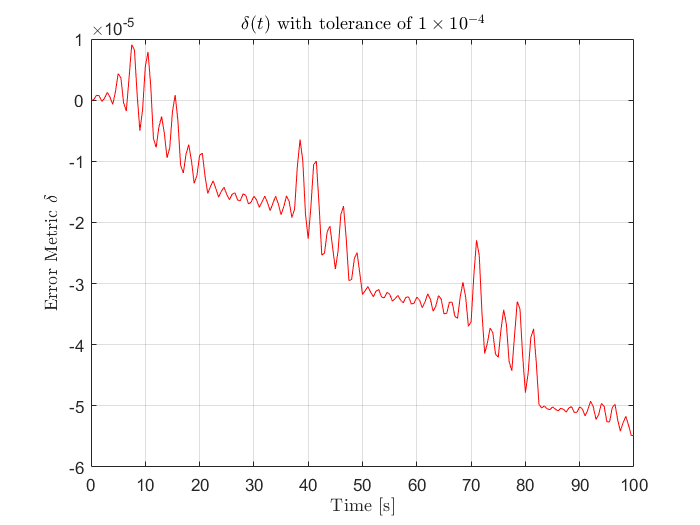 δ(t) with tolerance of 1 × 10⁻⁴
×10⁻⁵
1
0
-1
-2
-3
-4
-5
-6
Error Metric δ
0 10 20 30 40 50 60 70 80 90 100
Time [s]